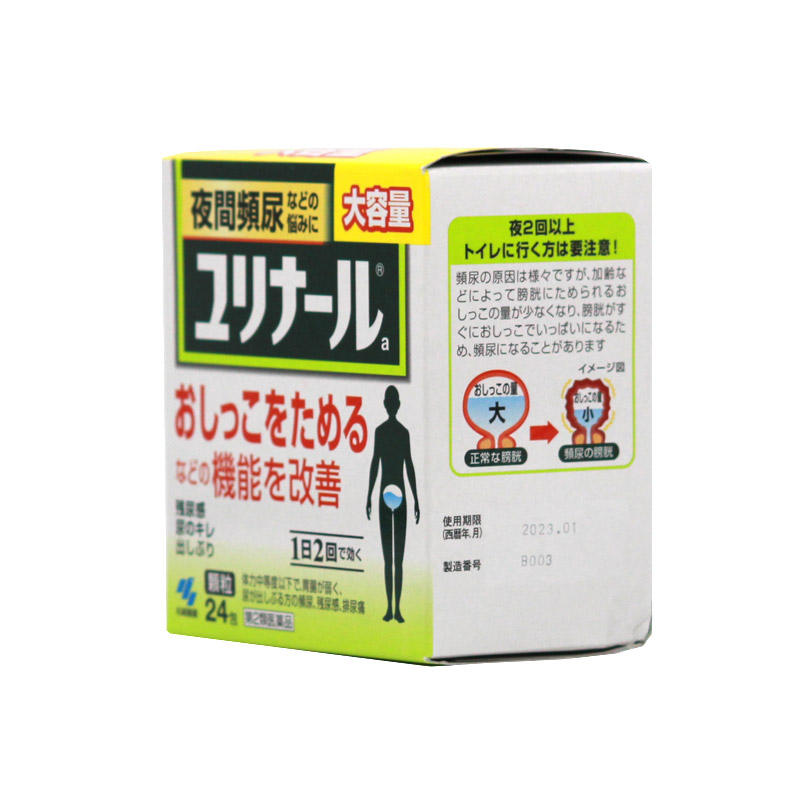 夜間頻尿などの
悩みに
大容量
ユリナール®a
おしっこをためる
などの機能を改善
残尿感
尿のキレ
出しぶり
1日2回で効く
顆粒
24包
体力中等度以下で、胃腸が弱く、
尿が出しぶる方の頻尿、残尿感、排尿痛
第2類医薬品
小林製薬
夜2回以上
トイレに行く方は要注意!
頻尿の原因は様々ですが、加齢な
どによって膀胱にためられるお
しっこの量が少なくなり、膀胱がす
ぐにおしっこでいっぱいになるた
め、頻尿になることがあります
イメージ図
おしっこの量
大
正常な膀胱
おしっこの量
小
頻尿の膀胱
使用期限
(西暦年、月)
2023.01
製造番号
B003